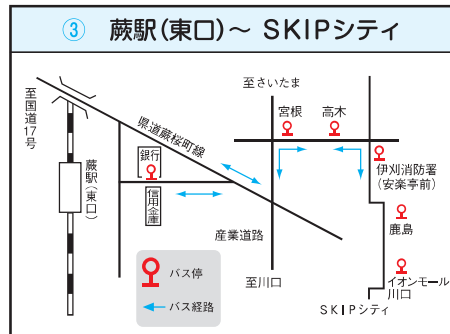 ③ 蕨駅(東口)～ SKIPシティ
至さいたま
至国道17号
県道蕨桜町線
宮根
高木
銀行
蕨駅(東口)
信用金庫
伊刈消防署
(安楽亭前)
鹿島
産業道路
バス停
至川口
イオンモール
川口
バス経路
SKIPシティ